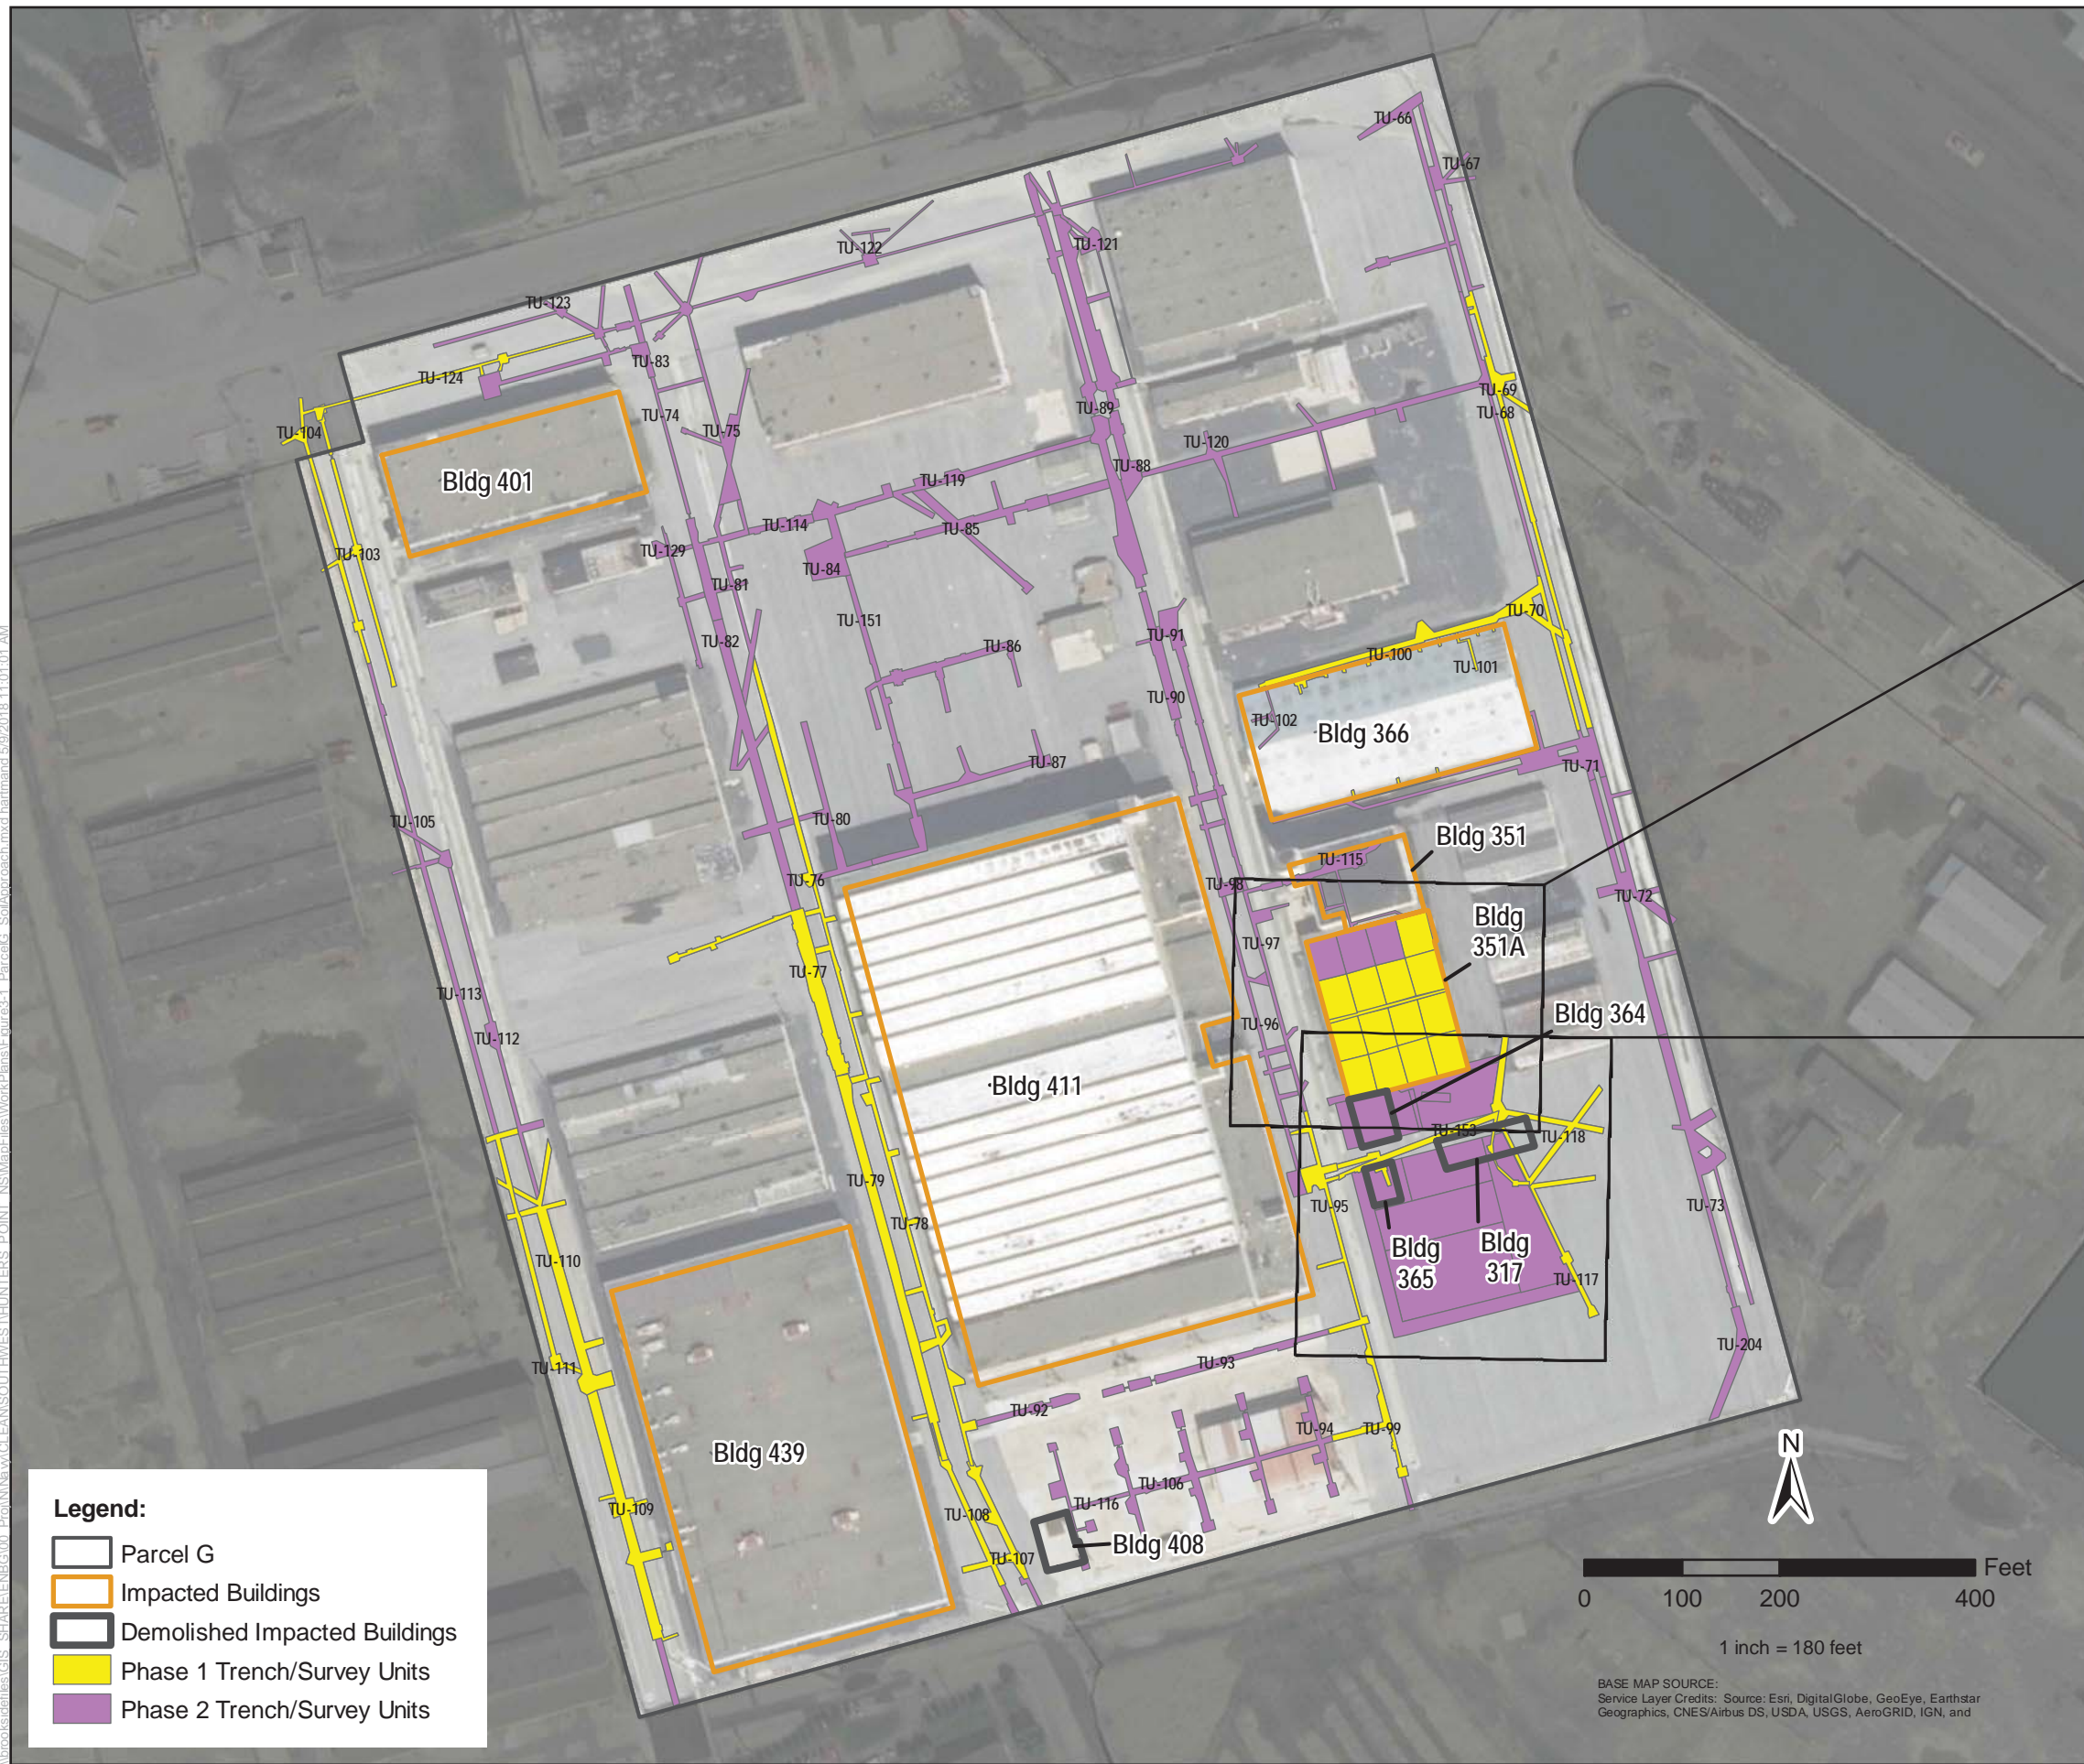 TU-66
TU-67
TU-121
TU-122
TU-123
TU-83
TU-124
TU-69
TU-68
TU-89
TU-74
TU-75
TU-104
TU-120
TU-88
TU-119
Bldg 401
TU-114
TU-85
TU-129
TU-103
TU-84
TU-81
TU-70
TU-151
TU-91
TU-82
TU-86
TU-100
TU-101
TU-90
TU-102
Bldg 366
TU-87
TU-71
TU-80
TU-105
Bldg 351
TU-115
TU-76
TU-98
TU-72
Bldg
351A
TU-97
TU-77
TU-113
Bldg 364
TU-96
TU-112
Bldg 411
TU-153
TU-118
TU-79
TU-95
TU-73
TU-78
Bldg
365
Bldg
317
TU-110
TU-117
TU-204
TU-93
TU-111
TU-92
TU-94
TU-99
Bldg 439
N
TU-106
TU-116
TU-109
TU-108
Bldg 408
TU-107
Legend:
Parcel G
Impacted Buildings
Demolished Impacted Buildings
Phase 1 Trench/Survey Units
Phase 2 Trench/Survey Units
Feet
0 100 200 400
1 inch = 180 feet
BASE MAP SOURCE:
Service Layer Credits: Source: Esri, DigitalGlobe, GeoEye, Earthstar
Geographics, CNES/Airbus DS, USDA, USGS, AeroGRID, IGN, and